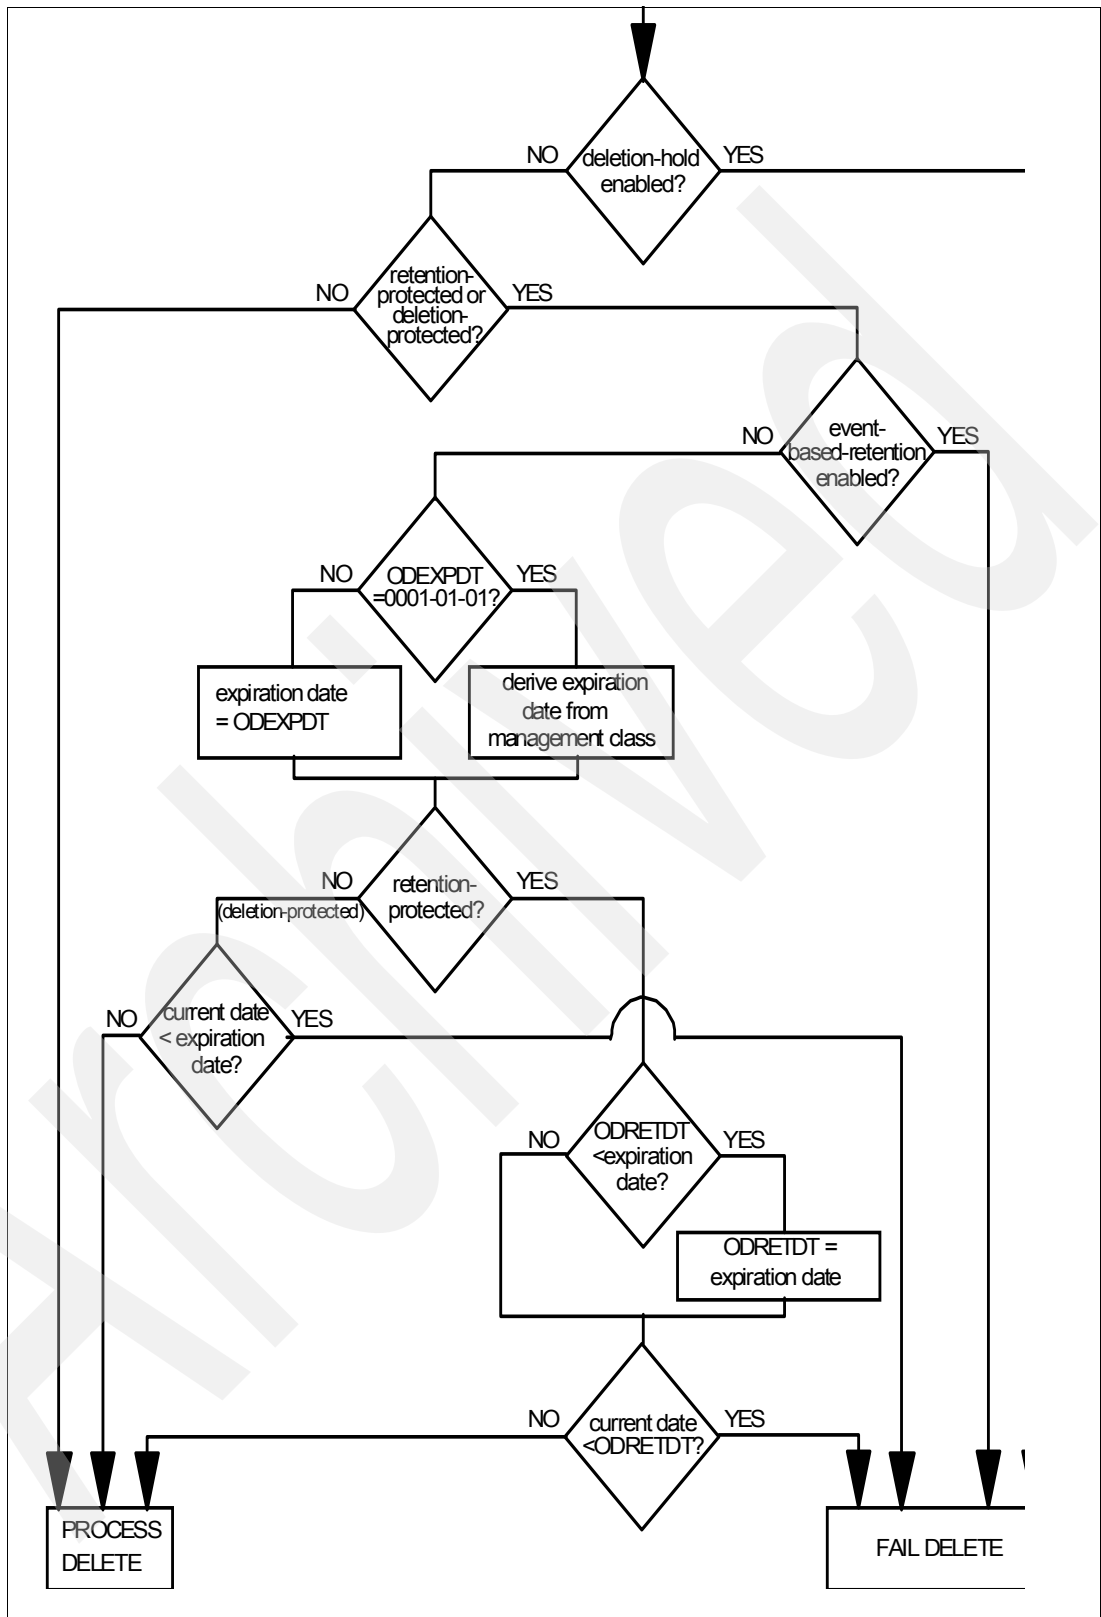 NO
deletion-hold
enabled?
YES
NO
retention-
protected or
deletion-
protected?
YES
NO
event-
based-retention
enabled?
YES
NO
ODEXPDT
=0001-01-01?
YES
expiration date
= ODEXPDT
derive expiration
date from
management class
NO
(deletion-protected)
retention-
protected?
YES
NO
current date
< expiration
date?
YES
NO
ODRETDT
<expiration
date?
YES
ODRETDT =
expiration date
NO
current date
<ODRETDT?
YES
PROCESS
DELETE
FAIL DELETE
Archived